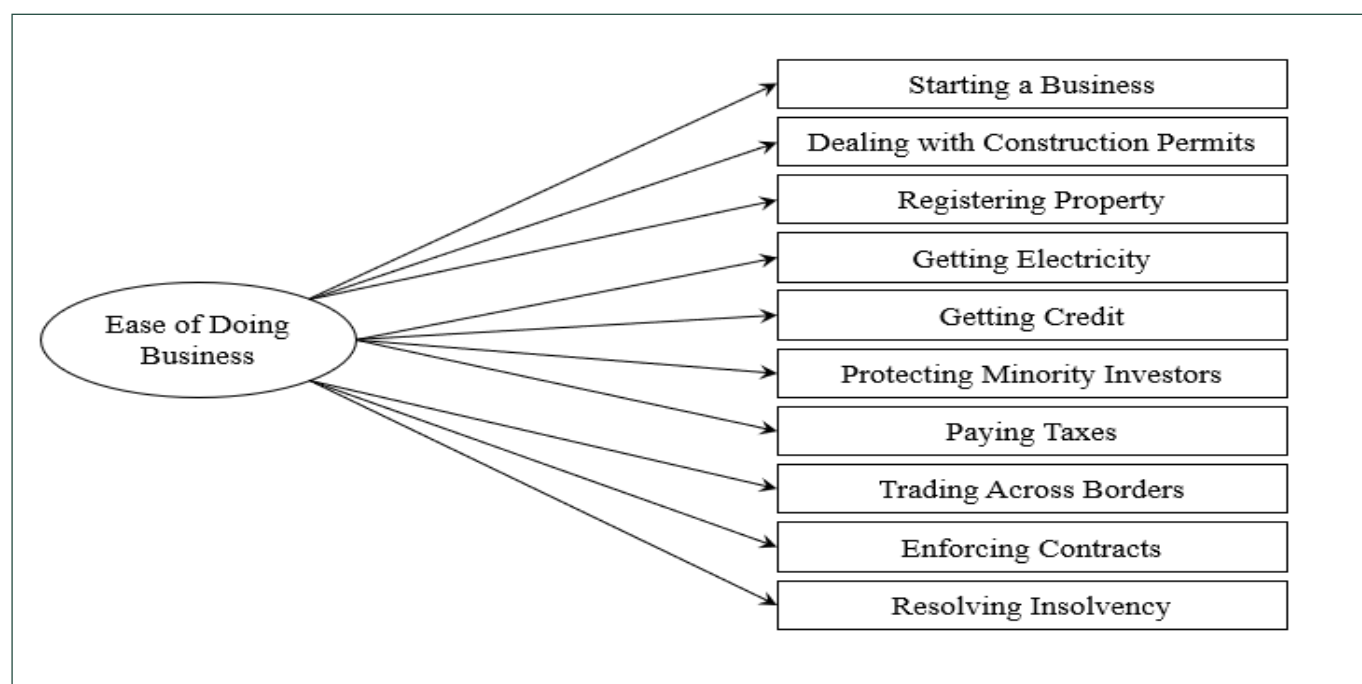 Starting a Business
Dealing with Construction Permits
Registering Property
Getting Electricity
Ease of Doing
Business
Getting Credit
Protecting Minority Investors
Paying Taxes
Trading Across Borders
Enforcing Contracts
Resolving Insolvency